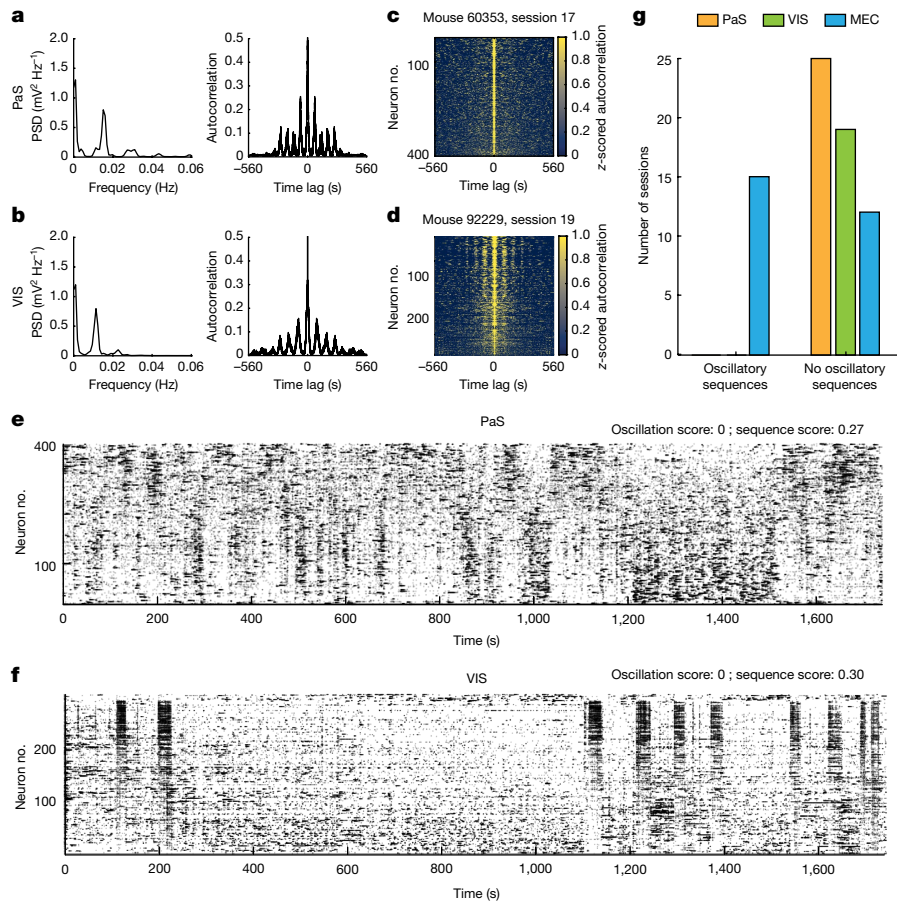 a
PaS
PSD (mV² Hz⁻¹)
2.0
1.5
1.0
0.5
0
0
0.02
0.04
0.06
Frequency (Hz)
Autocorrelation
0.5
0.4
0.3
0.2
0.1
0
−560
0
560
Time lag (s)
c
Mouse 60353, session 17
Neuron no.
100
400
−560
0
560
Time lag (s)
1.0
0.8
0.6
0.4
0.2
0
z-scored autocorrelation
b
VIS
PSD (mV² Hz⁻¹)
2.0
1.5
1.0
0.5
0
0
0.02
0.04
0.06
Frequency (Hz)
Autocorrelation
0.5
0.4
0.3
0.2
0.1
0
−560
0
560
Time lag (s)
d
Mouse 92229, session 19
Neuron no.
100
200
−560
0
560
Time lag (s)
1.0
0.8
0.6
0.4
0.2
0
z-scored autocorrelation
g
PaS
VIS
MEC
Number of sessions
25
20
15
10
5
0
Oscillatory
sequences
No oscillatory
sequences
e
PaS
Oscillation score: 0 ; sequence score: 0.27
Neuron no.
400
100
0
200
400
600
800
1,000
1,200
1,400
1,600
Time (s)
f
VIS
Oscillation score: 0 ; sequence score: 0.30
Neuron no.
200
100
0
200
400
600
800
1,000
1,200
1,400
1,600
Time (s)